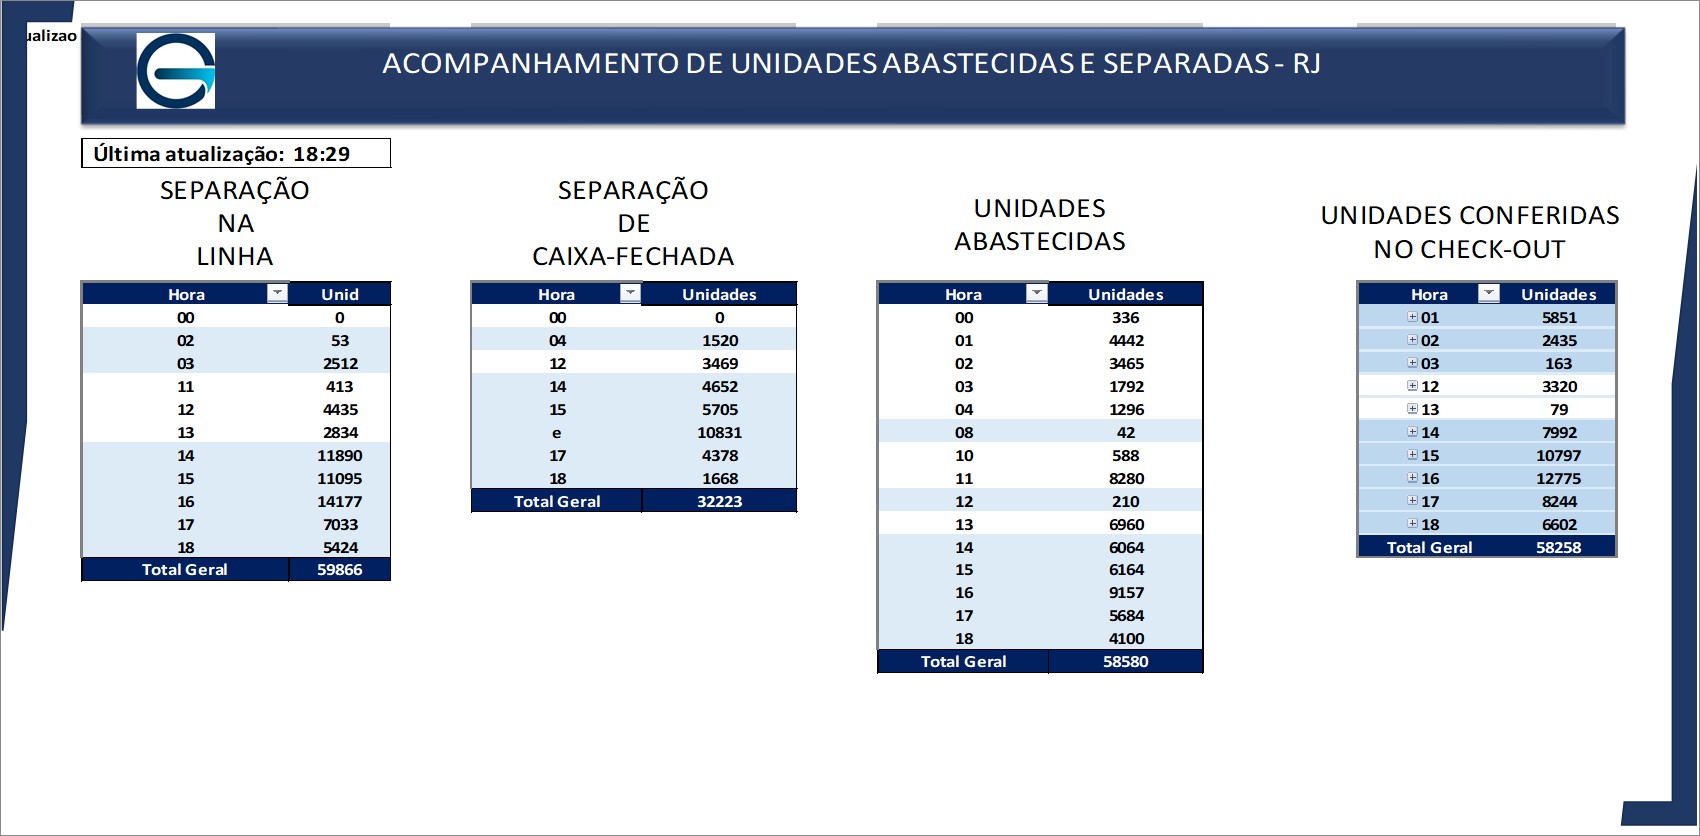 ualizao
ACOMPANHAMENTO DE UNIDADES ABASTECIDAS E SEPARADAS - RJ
Última atualização: 18:29
SEPARAÇÃO
NA
LINHA
Hora Unid
00 0
02 53
03 2512
11 413
12 4435
13 2834
14 11890
15 11095
16 14177
17 7033
18 5424
Total Geral 59866
SEPARAÇÃO
DE
CAIXA-FECHADA
Hora Unidades
00 0
04 1520
12 3469
14 4652
15 5705
e 10831
17 4378
18 1668
Total Geral 32223
UNIDADES
ABASTECIDAS
Hora Unidades
00 336
01 4442
02 3465
03 1792
04 1296
08 42
10 588
11 8280
12 210
13 6960
14 6064
15 6164
16 9157
17 5684
18 4100
Total Geral 58580
UNIDADES CONFERIDAS
NO CHECK-OUT
Hora Unidades
01 5851
02 2435
03 163
12 3320
13 79
14 7992
15 10797
16 12775
17 8244
18 6602
Total Geral 58258